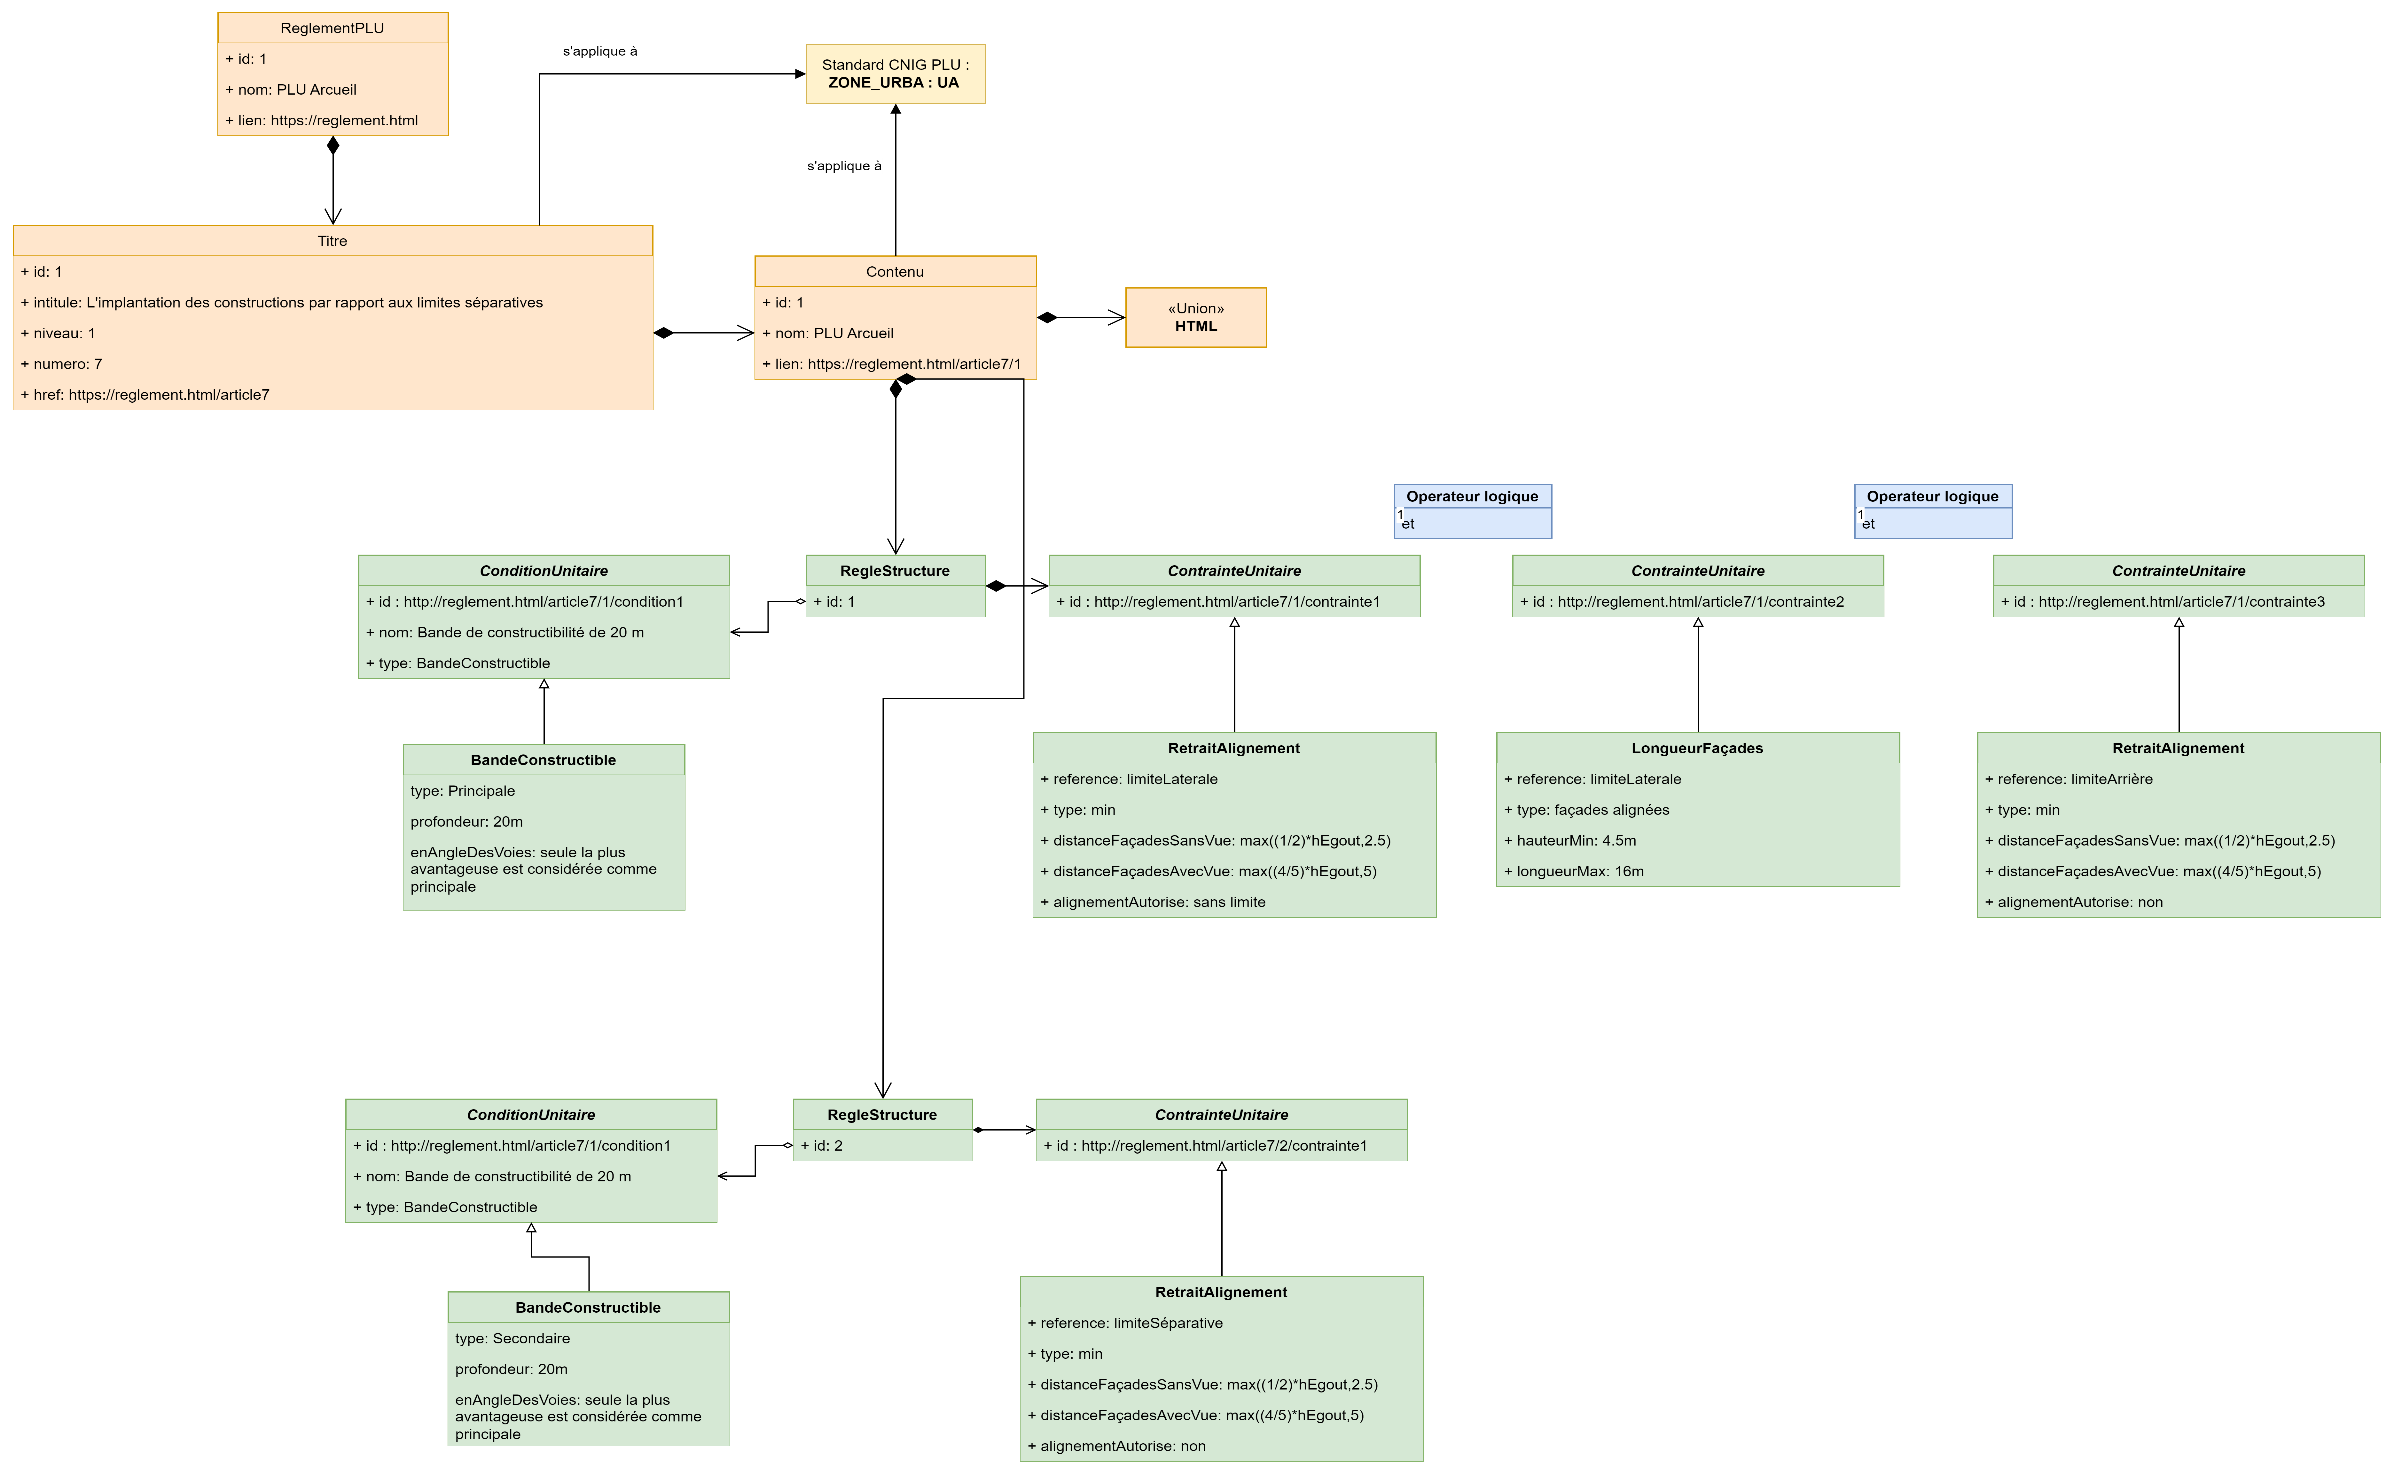 ReglementPLU
+ id: 1
+ nom: PLU Arcueil
+ lien: https://reglement.html
s'applique à
Standard CNIG PLU :
ZONE_URBA : UA
s'applique à
Titre
+ id: 1
+ intitule: L'implantation des constructions par rapport aux limites séparatives
+ niveau: 1
+ numero: 7
+ href: https://reglement.html/article7
Contenu
+ id: 1
+ nom: PLU Arcueil
+ lien: https://reglement.html/article7/1
«Union»
HTML
Operateur logique
1
et
Operateur logique
1
et
ConditionUnitaire
+ id : http://reglement.html/article7/1/condition1
+ nom: Bande de constructibilité de 20 m
+ type: BandeConstructible
RegleStructure
+ id: 1
ContrainteUnitaire
+ id : http://reglement.html/article7/1/contrainte1
ContrainteUnitaire
+ id : http://reglement.html/article7/1/contrainte2
ContrainteUnitaire
+ id : http://reglement.html/article7/1/contrainte3
BandeConstructible
type: Principale
profondeur: 20m
enAngleDesVoies: seule la plus
avantageuse est considérée comme
principale
RetraitAlignement
+ reference: limiteLaterale
+ type: min
+ distanceFaçadesSansVue: max((1/2)*hEgout,2.5)
+ distanceFaçadesAvecVue: max((4/5)*hEgout,5)
+ alignementAutorise: sans limite
LongueurFaçades
+ reference: limiteLaterale
+ type: façades alignées
+ hauteurMin: 4.5m
+ longueurMax: 16m
RetraitAlignement
+ reference: limiteArrière
+ type: min
+ distanceFaçadesSansVue: max((1/2)*hEgout,2.5)
+ distanceFaçadesAvecVue: max((4/5)*hEgout,5)
+ alignementAutorise: non
ConditionUnitaire
+ id : http://reglement.html/article7/1/condition1
+ nom: Bande de constructibilité de 20 m
+ type: BandeConstructible
RegleStructure
+ id: 2
ContrainteUnitaire
+ id : http://reglement.html/article7/2/contrainte1
BandeConstructible
type: Secondaire
profondeur: 20m
enAngleDesVoies: seule la plus
avantageuse est considérée comme
principale
RetraitAlignement
+ reference: limiteSéparative
+ type: min
+ distanceFaçadesSansVue: max((1/2)*hEgout,2.5)
+ distanceFaçadesAvecVue: max((4/5)*hEgout,5)
+ alignementAutorise: non